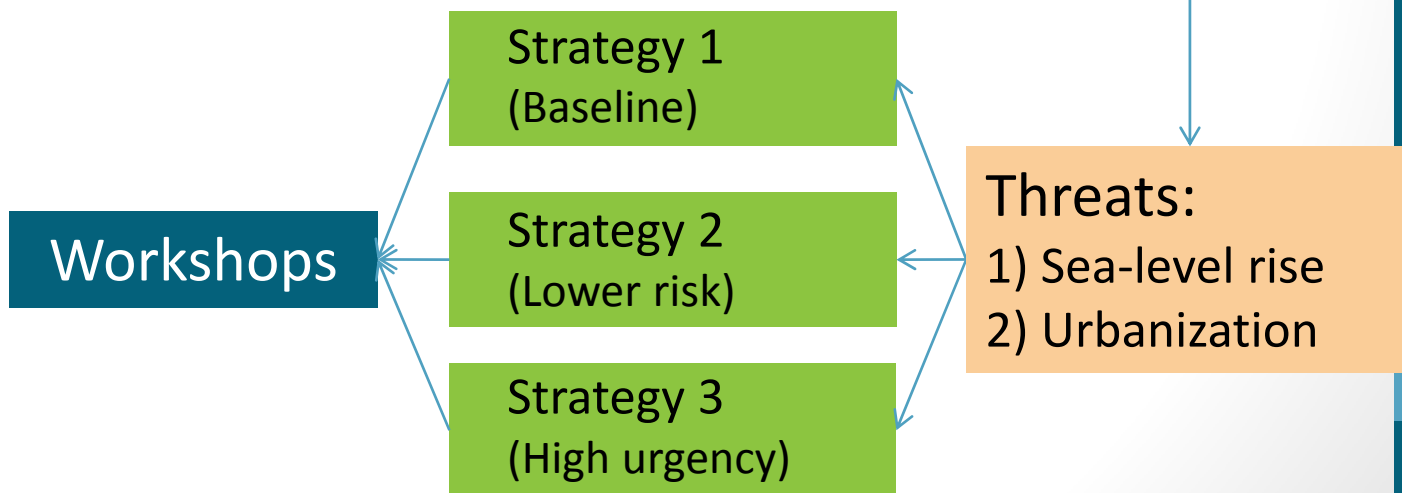 Workshops
Strategy 1
(Baseline)
Strategy 2
(Lower risk)
Strategy 3
(High urgency)
Threats:
1) Sea-level rise
2) Urbanization